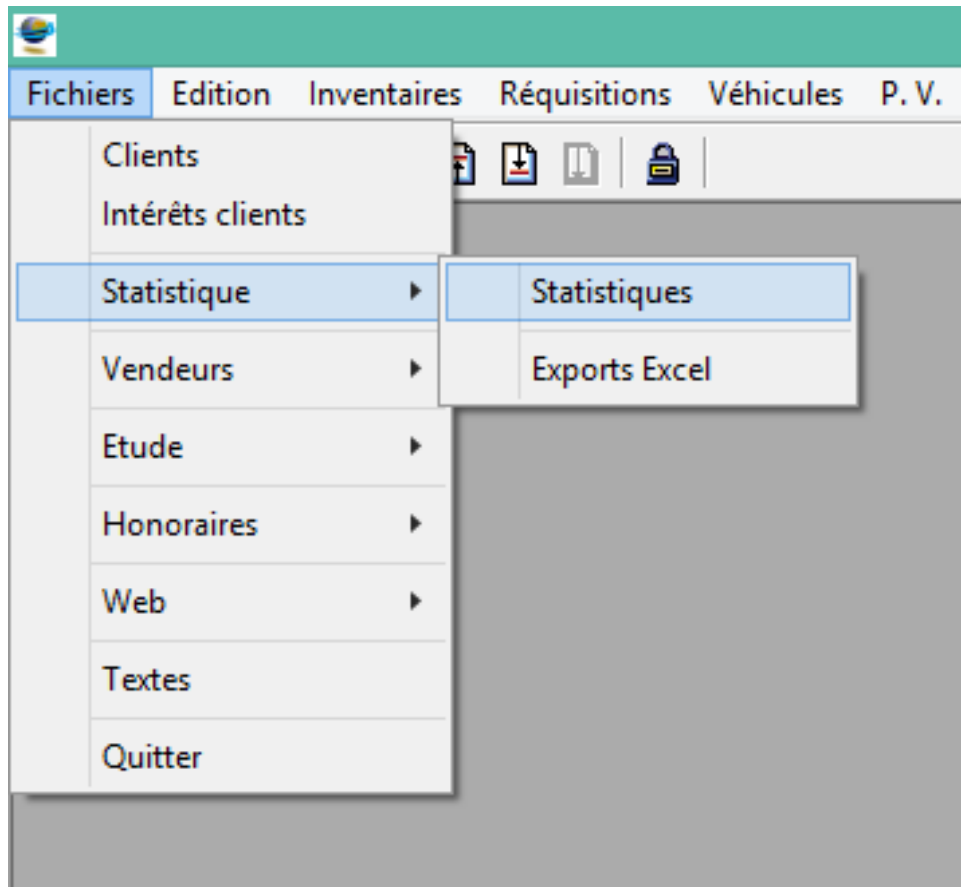 Fichiers Edition Inventaires Réquisitions Véhicules P. V.
Clients
Intérêts clients
Statistique
Statistiques
Vendeurs
Exports Excel
Etude
Honoraires
Web
Textes
Quitter